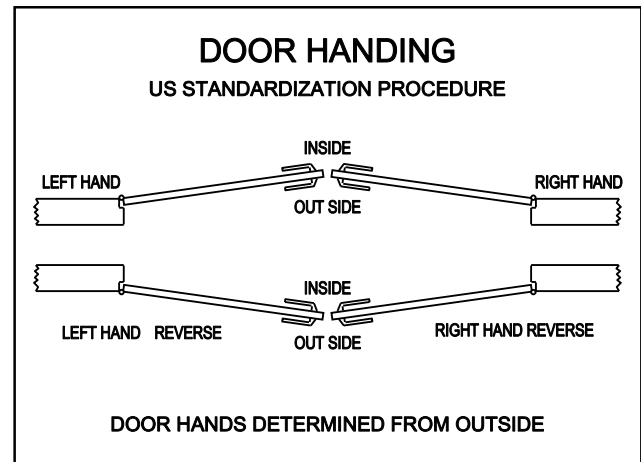 DOOR HANDING
US STANDARDIZATION PROCEDURE
INSIDE
LEFT HAND
RIGHT HAND
OUT SIDE
INSIDE
LEFT HAND REVERSE
RIGHT HAND REVERSE
OUT SIDE
DOOR HANDS DETERMINED FROM OUTSIDE